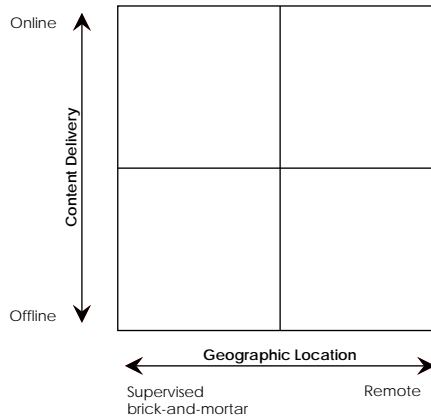 Online
Content Delivery
Offline
Geographic Location
Supervised
brick-and-mortar
Remote